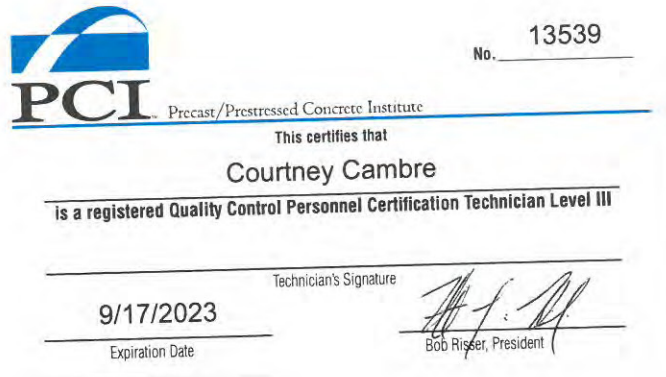 No. 13539
PCI
Precast/Prestressed Concrete Institute
This certifies that
Courtney Cambre
is a registered Quality Control Personnel Certification Technician Level III
Technician's Signature
9/17/2023
Expiration Date
Bob Risser, President